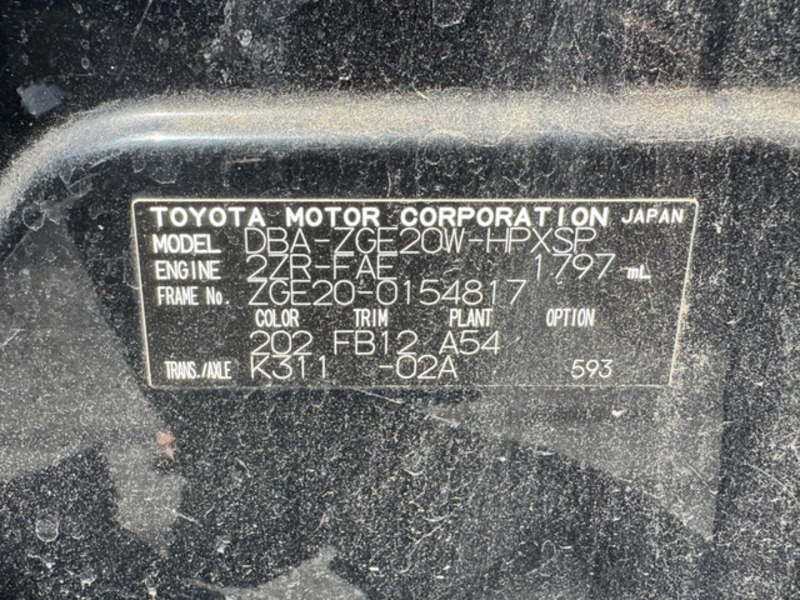 TOYOTA MOTOR CORPORATION JAPAN
MODEL DBA-ZGE20W-HPXSP
ENGINE 2ZR-FAE 1797 mL
FRAME No. ZGE20-0154817
COLOR TRIM PLANT OPTION
202 FB12 A54
TRANS./AXLE K311 -02A 593